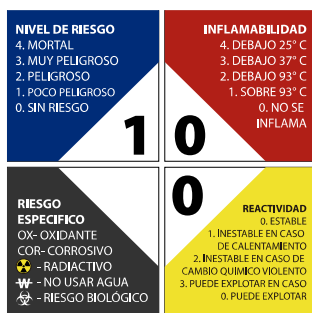 NIVEL DE RIESGO
4. MORTAL
3. MUY PELIGROSO
2. PELIGROSO
1. POCO PELIGROSO
0. SIN RIESGO
1
INFLAMABILIDAD
4. DEBAJO 25° C
3. DEBAJO 37° C
2. DEBAJO 93° C
1. SOBRE 93° C
0. NO SE
INFLAMA
0
RIESGO
ESPECIFICO
OX- OXIDANTE
COR- CORROSIVO
- RADIACTIVO
W - NO USAR AGUA
- RIESGO BIOLÓGICO
0
REACTIVIDAD
0. ESTABLE
1. INESTABLE EN CASO
DE CALENTAMIENTO
2. INESTABLE EN CASO DE
CAMBIO QUIMICO VIOLENTO
3. PUEDE EXPLOTAR EN CASO
0. PUEDE EXPLOTAR